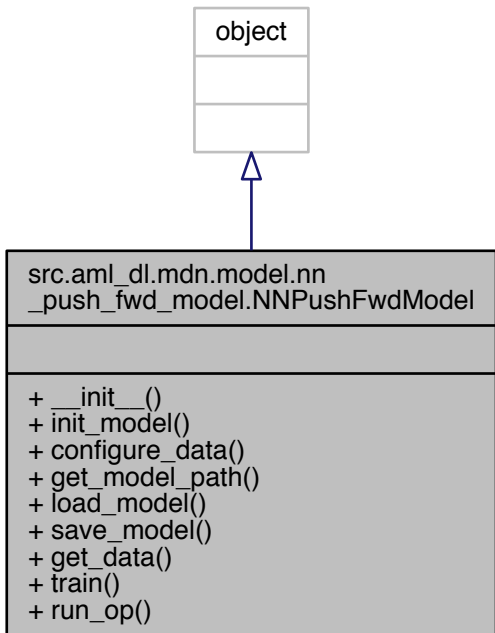 object
src.aml_dl.mdn.model.nn
_push_fwd_model.NNPushFwdModel
+ __init__()
+ init_model()
+ configure_data()
+ get_model_path()
+ load_model()
+ save_model()
+ get_data()
+ train()
+ run_op()